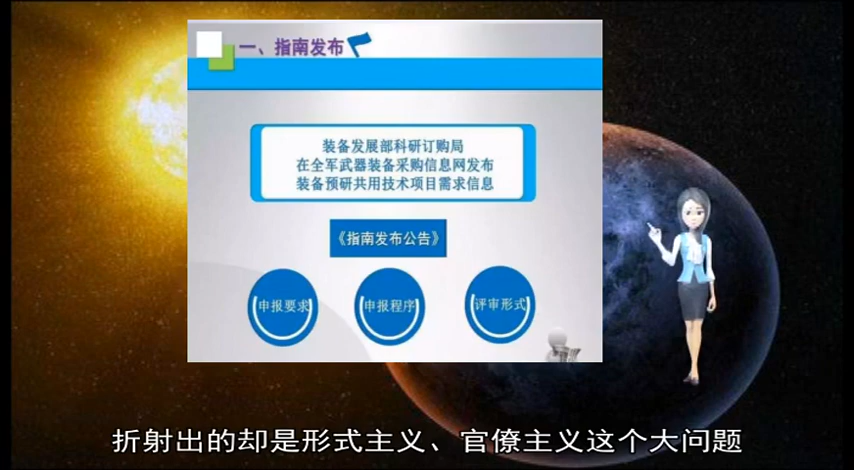 一、指南发布
装备发展部科研订购局
在全军武器装备采购信息网发布
装备预研共用技术项目需求信息
《指南发布公告》
申报要求
申报程序
评审形式
折射出的却是形式主义、官僚主义这个大问题